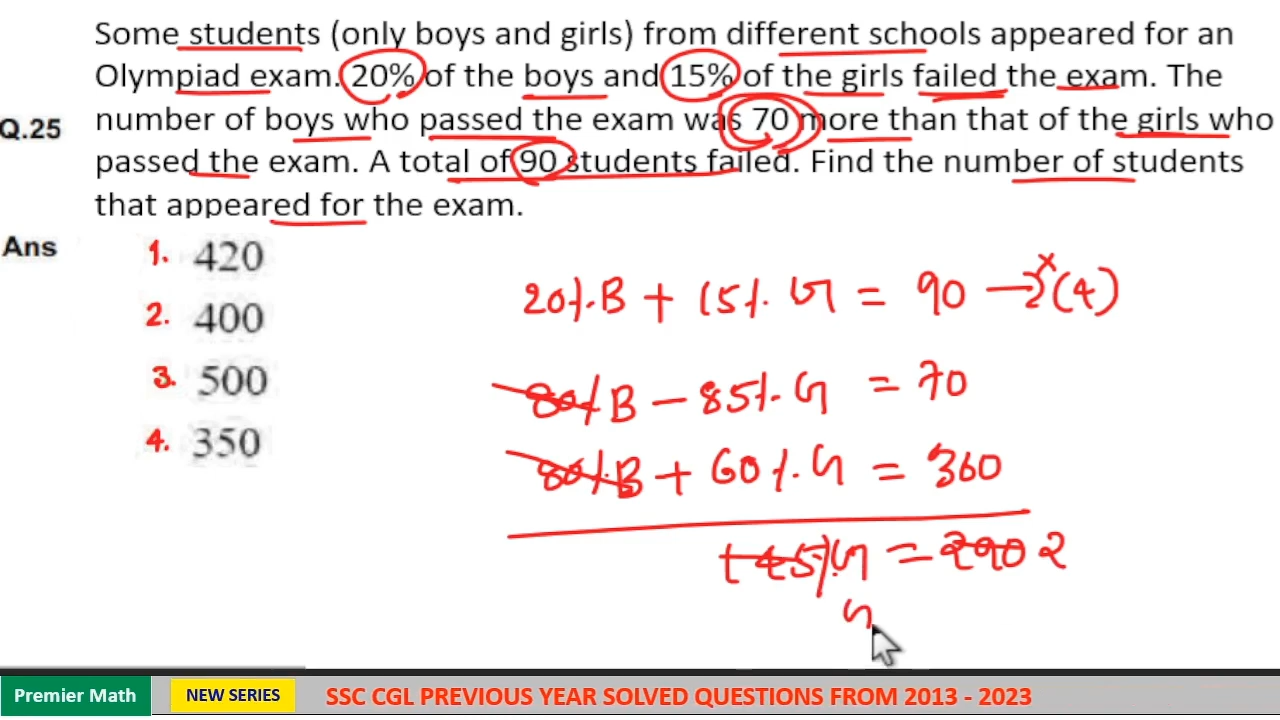 Some students (only boys and girls) from different schools appeared for an
Olympiad exam. 20% of the boys and 15% of the girls failed the exam. The
Q.25
number of boys who passed the exam was 70 more than that of the girls who
passed the exam. A total of 90 students failed. Find the number of students
that appeared for the exam.
Ans
1. 420
2. 400
3. 500
4. 350
20%.B + 15%.G = 90 → x(4)
80%B - 85%.G = 70
80%.B + 60%.G = 360
145%.G = 290 2
G
Premier Math
NEW SERIES
SSC CGL PREVIOUS YEAR SOLVED QUESTIONS FROM 2013 - 2023